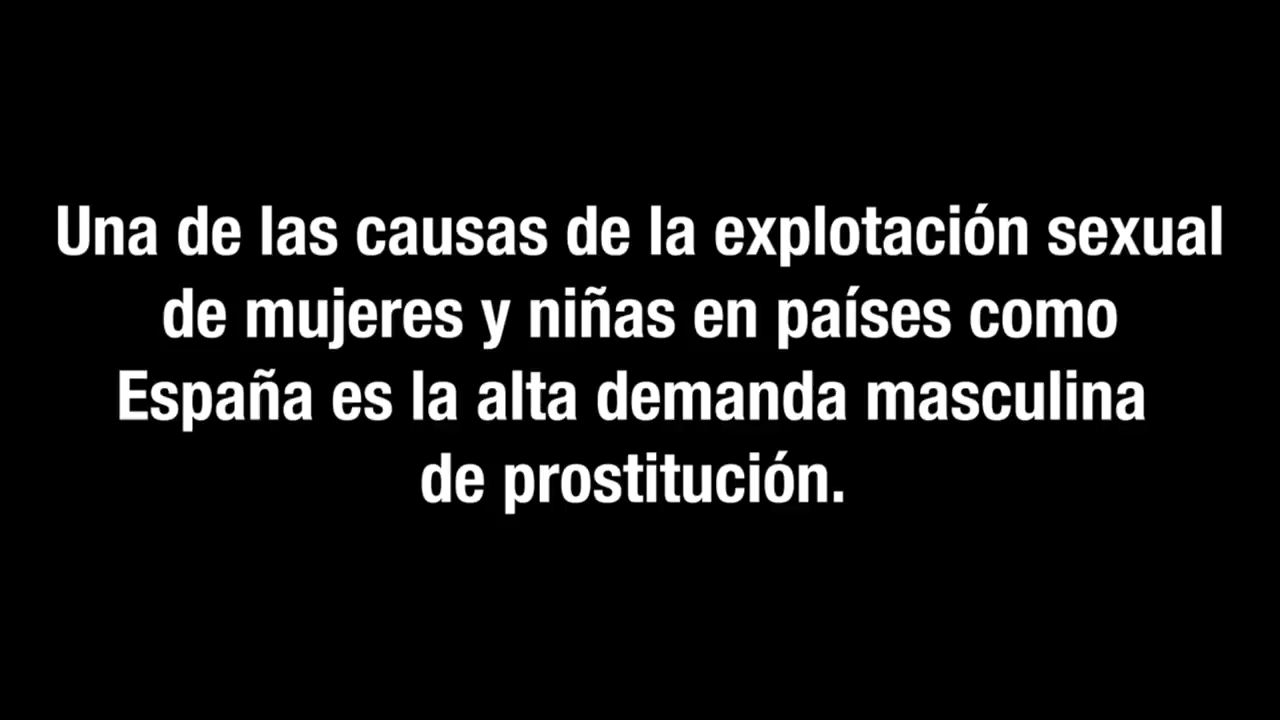 Una de las causas de la explotación sexual
de mujeres y niñas en países como
España es la alta demanda masculina
de prostitución.